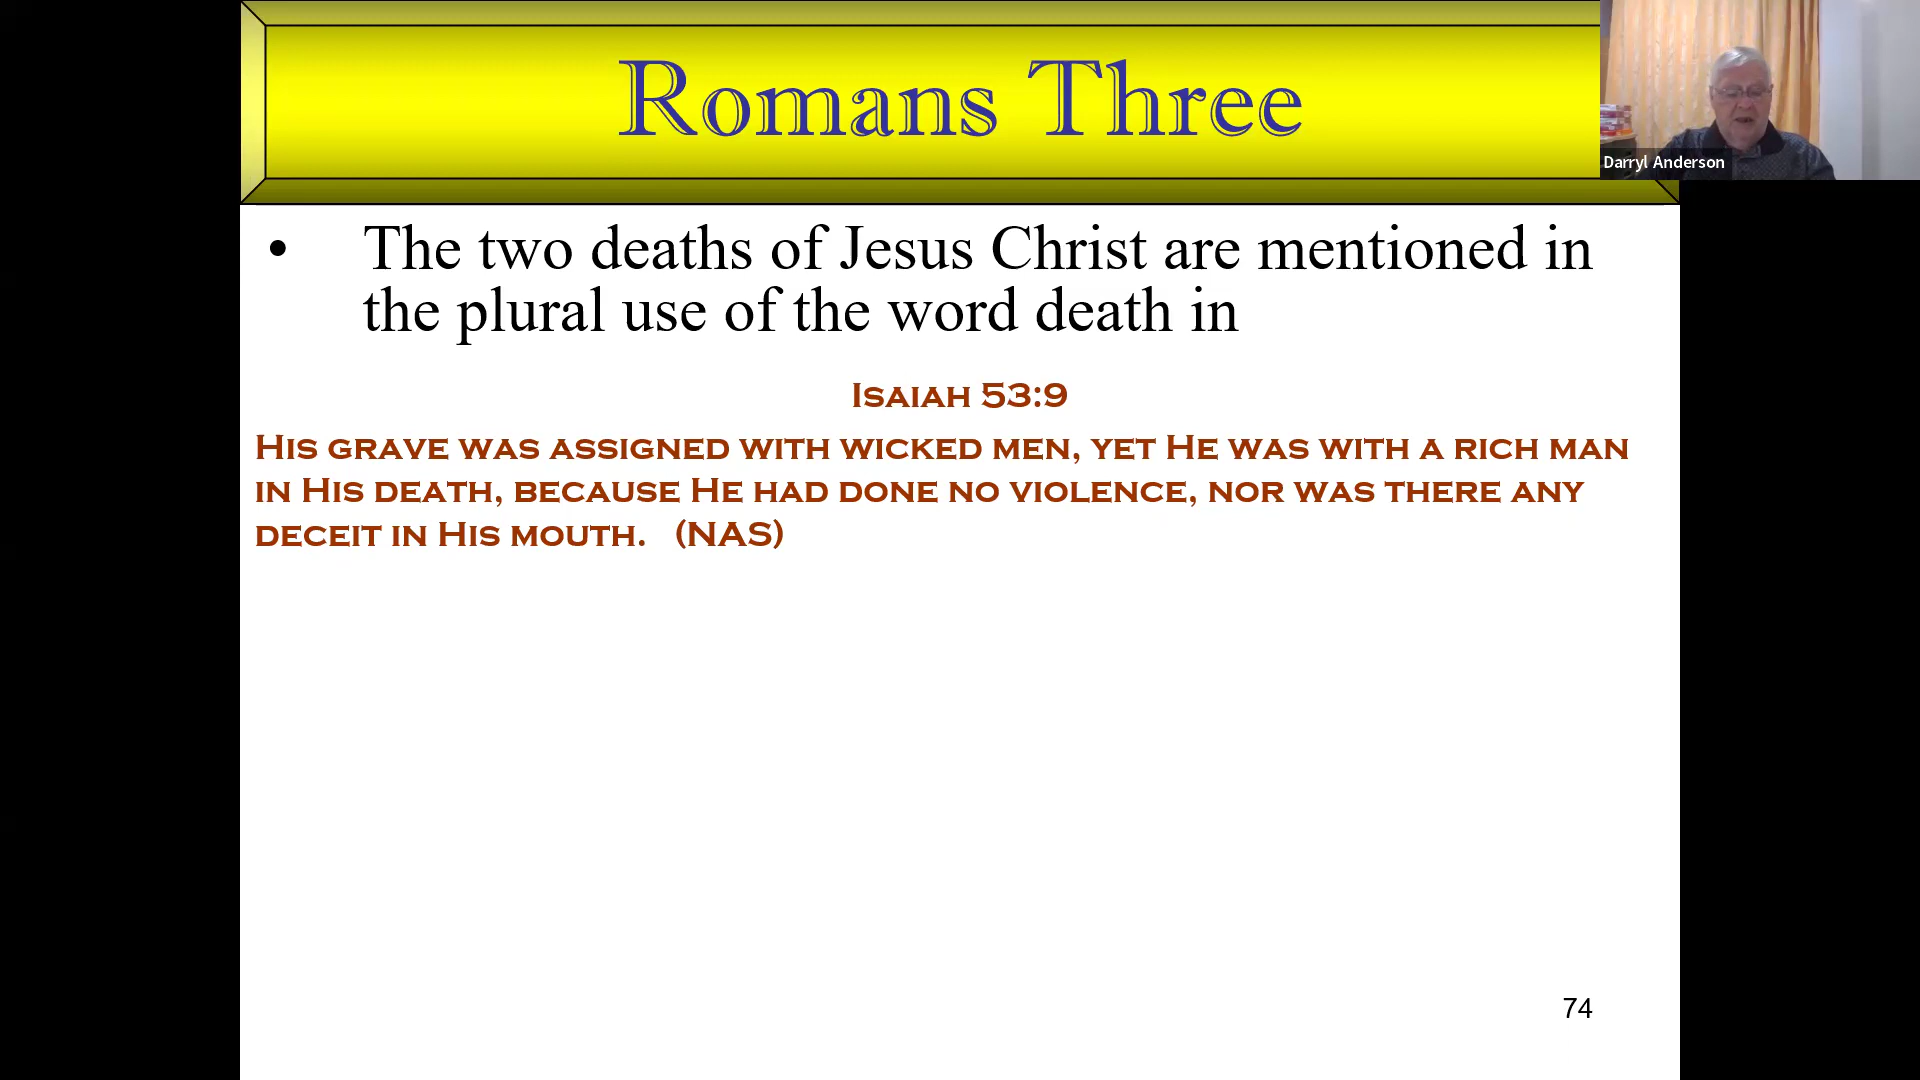 Romans Three
Darryl Anderson
• The two deaths of Jesus Christ are mentioned in
the plural use of the word death in
Isaiah 53:9
His grave was assigned with wicked men, yet He was with a rich man
in His death, because He had done no violence, nor was there any
deceit in His mouth. (NAS)
74